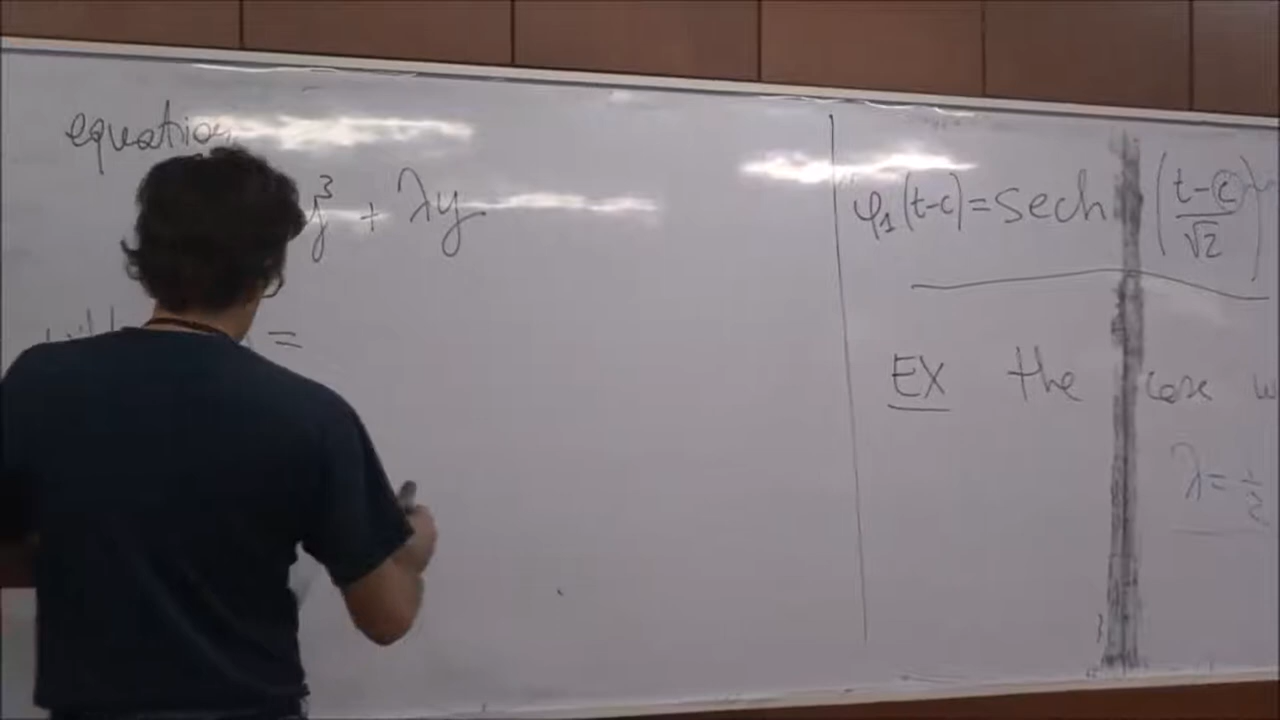 equation
y³ + λy
=
φ₁(t-c) = sech (t-c / √2)
EX the case
λ = 1/2